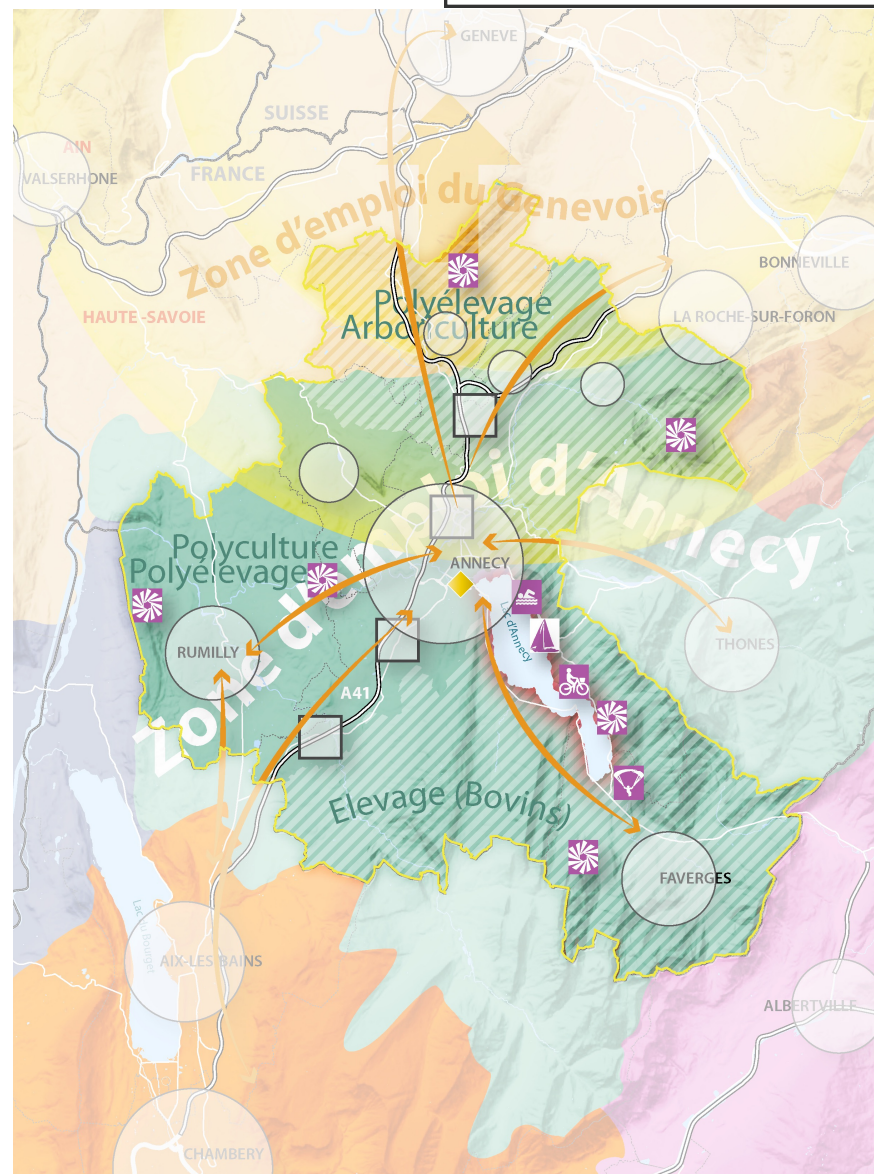 GENEVE
SUISSE
AIN
VALSERHONE
FRANCE
Zone d'emploi du Genevois
BONNEVILLE
HAUTE -SAVOIE
Polyélevage
Arboriculture
LA ROCHE-SUR-FORON
Zone d'emploi d'Annecy
Polyculture
Polyélevage
ANNECY
Lac d'Annecy
RUMILLY
THONES
A41
Elevage (Bovins)
FAVERGES
Lac du Bourget
AIX-LES BAINS
ALBERTVILLE
CHAMBERY